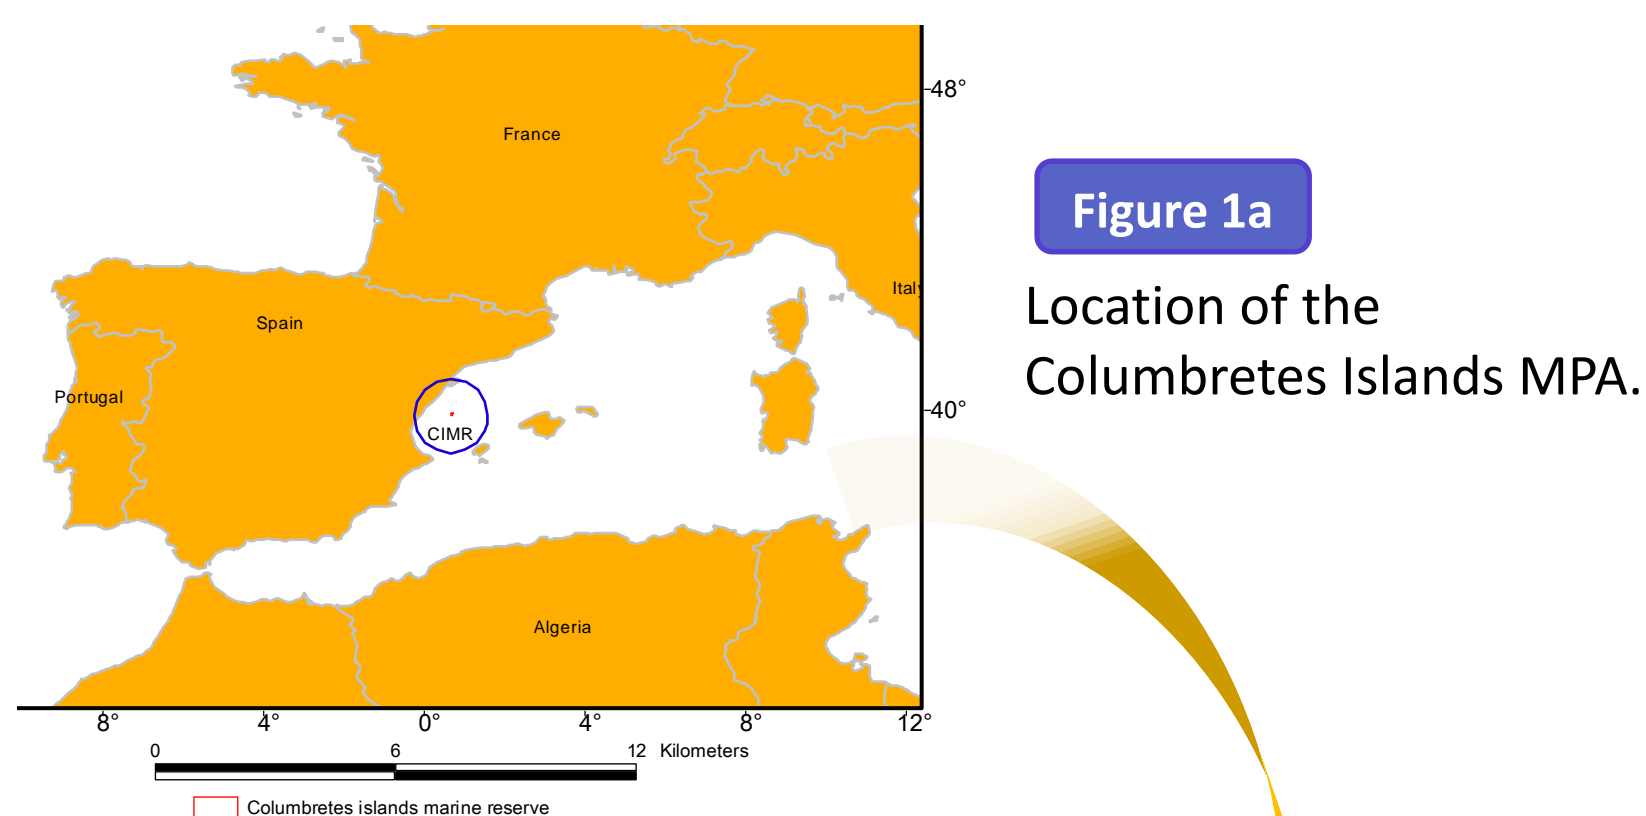 48°
France
Figure 1a
Location of the
Columbretes Islands MPA.
Italy
Spain
Portugal
40°
CIMR
Algeria
8° 4° 0° 4° 8° 12°
0 6 12 Kilometers
Columbretes islands marine reserve